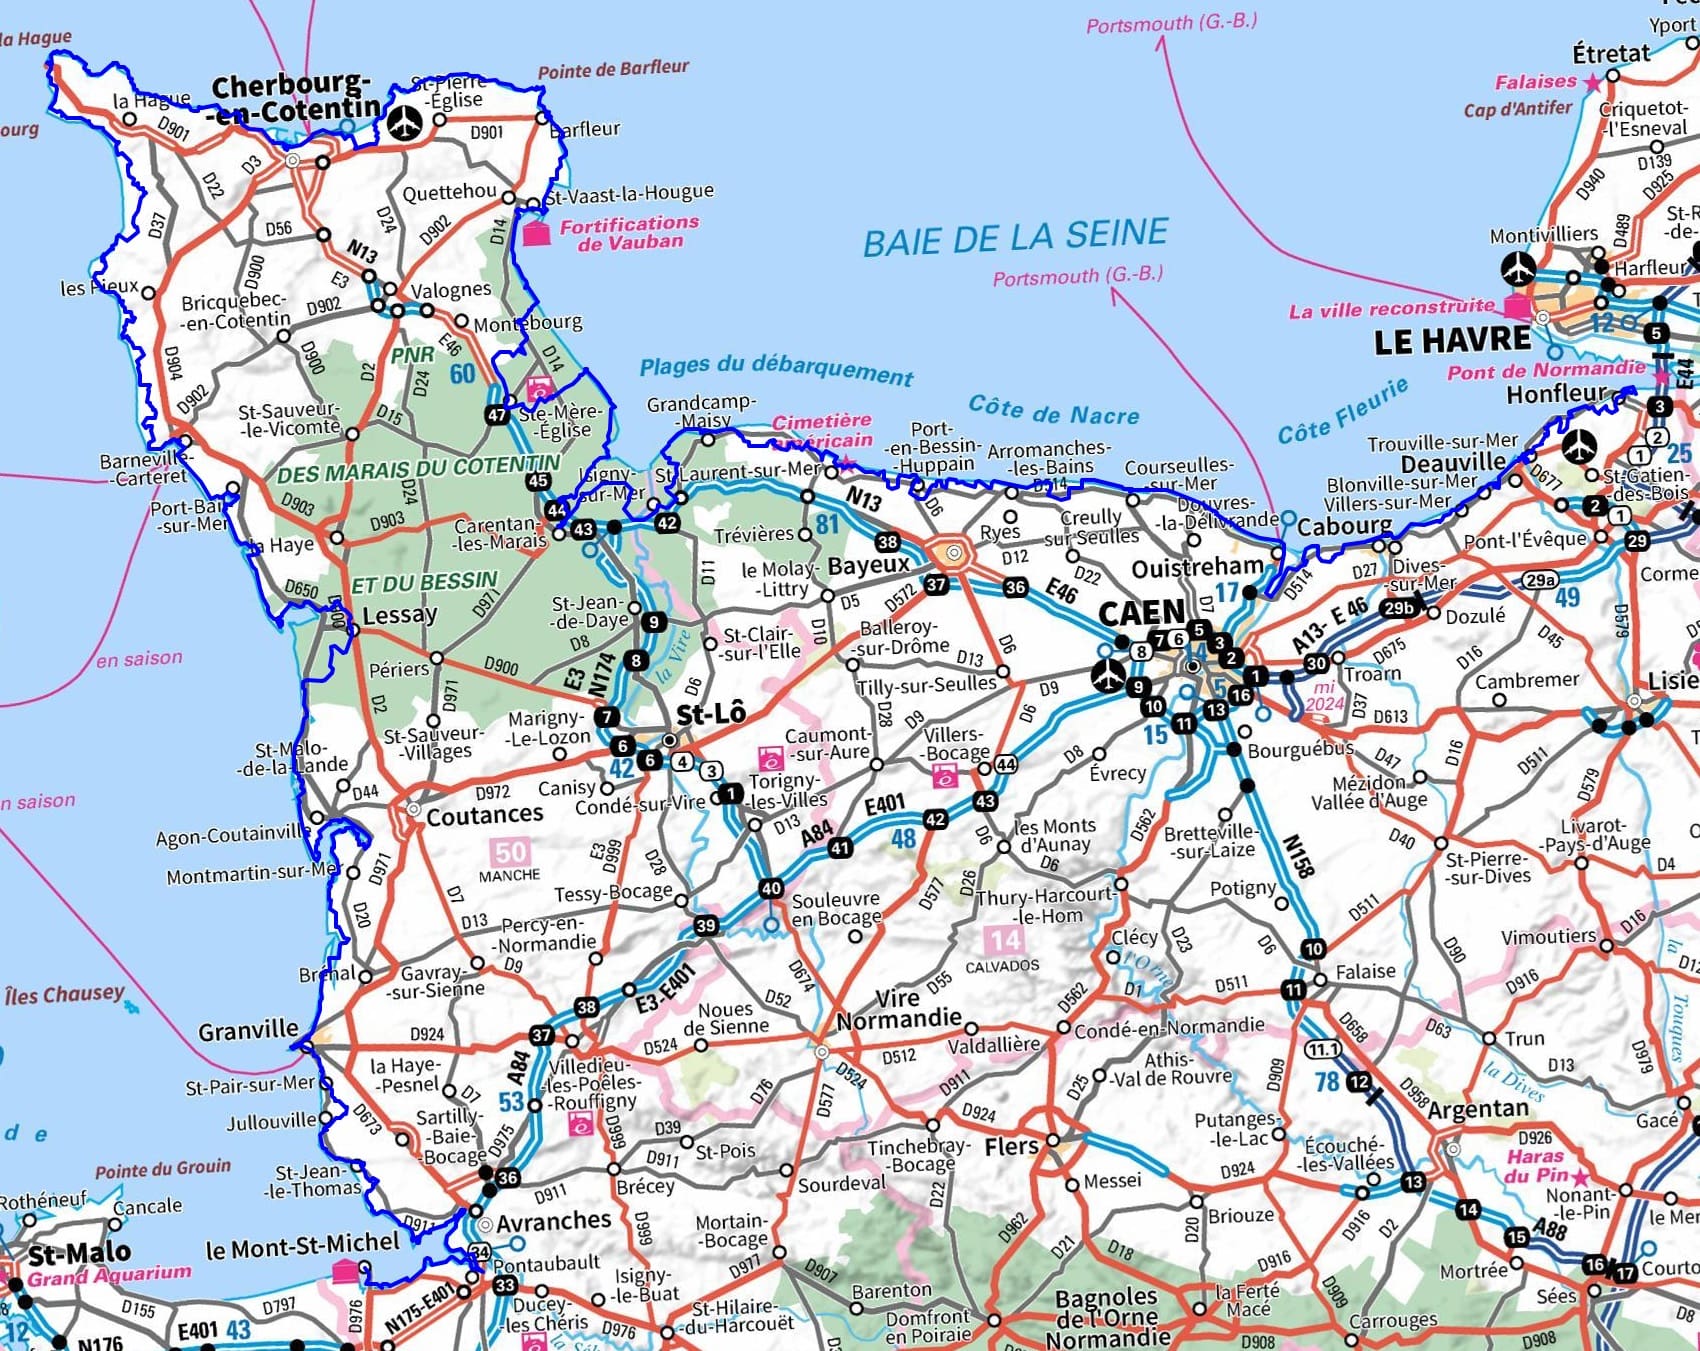 la Hague
ourg
Cherbourg-
-en-Cotentin
la Hague
D901
St-Pierre
-Église
Pointe de Barfleur
D901
Barfleur
Portsmouth (G.-B.)
Yport
Étretat
Falaises
Cap d'Antifer
Criquetot-
-l'Esneval
D139
D940
D925
D489
D3
D22
D37
D56
D24
D902
Quettehou
St-Vaast-la-Hougue
Fortifications
de Vauban
D14
N13
E3
BAIE DE LA SEINE
Portsmouth (G.-B.)
Montivilliers
Harfleur
La ville reconstruite
LE HAVRE
12
5
Pont de Normandie
E44
Honfleur
3
les Pieux
D900
Bricquebec-
-en-Cotentin
D902
Valognes
Montebourg
E46
PNR
60
D14
D904
D902
D900
D2
D24
D15
St-Sauveur-
-le-Vicomte
47
Ste-Mère-
-Église
Plages du débarquement
Grandcamp-
-Maisy
Cimetière
américain
Côte de Nacre
Côte Fleurie
Port-
-en-Bessin-
-Huppain
Arromanches-
-les-Bains
D514
Courseulles-
-sur-Mer
Douvres-
-la-Délivrande
Trouville-sur-Mer
Deauville
Blonville-sur-Mer
Villers-sur-Mer
D677
2
1
25
St-Gatien-
-des-Bois
2
1
Cabourg
Pont-l'Évêque
29
Barneville-
-Carteret
DES MARAIS DU COTENTIN
45
Isigny-
-sur-Mer
St-Laurent-sur-Mer
Port-Bail
-sur-Mer
D903
D24
D903
44
43
42
Carentan-
-les-Marais
la Haye
D650
D900
ET DU BESSIN
D971
Lessay
Trévières
81
N13
38
D6
Ryes
Creully
sur Seulles
D12
D22
Bayeux
37
36
E46
le Molay-
-Littry
D5
D572
D11
D10
Ouistreham
17
D514
D27
Dives-
-sur-Mer
29a
49
Corme
CAEN
D7
A13- E 46
29b
Dozulé
D579
D45
D675
D16
St-Jean-
-de-Daye
9
D8
8
la Vire
St-Clair-
-sur-l'Elle
Balleroy-
-sur-Drôme
D13
D6
Tilly-sur-Seulles
D9
7
6
5
3
2
14
8
9
10
11
13
16
1
5
15
30
Troarn
mi
2024
D37
D613
Cambremer
Lisie
Périers
D900
D971
E3
N174
en saison
D2
7
Marigny-
-Le-Lozon
St-Sauveur-
-Villages
D6
St-Lô
6
6
42
4
3
1
D28
D9
D6
Villers-
-Bocage
44
Caumont-
-sur-Aure
D8
Évrecy
Bourguébus
Mézidon
Vallée d'Auge
D47
D16
D511
D579
St-Malo-
-de-la-Lande
D44
D972
Canisy
Condé-sur-Vire
Torigny-
-les-Villes
D13
Coutances
Agon-Coutainville
43
E401
42
48
A84
41
D6
les Monts
d'Aunay
D6
D562
Bretteville-
-sur-Laize
N158
D40
Livarot-
-Pays-d'Auge
D4
St-Pierre-
-sur-Dives
n saison
Montmartin-sur-Mer
D971
50
MANCHE
E3
D999
D28
Tessy-Bocage
40
Souleuvre
en Bocage
D577
D26
Thury-Harcourt-
-le-Hom
Potigny
D511
D20
D7
D13
Percy-en-
-Normandie
39
14
CALVADOS
Clécy
l'Orne
D23
D6
10
D90
Vimoutiers
D16
Bréhal
Gavray-
-sur-Sienne
D9
E3-E401
38
D674
D52
D55
D562
D1
D511
11
Falaise
D916
la
Touques
Îles Chausey
Granville
D924
37
Noues
de Sienne
D524
Vire
Normandie
Valdallière
D512
Condé-en-Normandie
D658
D63
Trun
D13
D979
la Dives
St-Pair-sur-Mer
la Haye-
-Pesnel
D7
A84
53
Villedieu-
-les-Poêles-
-Rouffigny
D76
D577
D524
D911
D25
Athis-
-Val de Rouvre
D909
11.1
78
12
D958
Jullouville
D673
Sartilly-
-Baie-
-Bocage
D975
D999
D39
St-Pois
D911
D924
Tinchebray-
-Bocage
Flers
Putanges-
-le-Lac
Argentan
Gacé
D926
Haras
du Pin
Écouché-
-les-Vallées
d e
Pointe du Grouin
St-Jean-
-le-Thomas
36
D911
Brécey
Sourdeval
D22
Messei
D924
13
Nonant-
-le-Pin
Rothéneuf
Cancale
D911
Avranches
D999
Mortain-
-Bocage
D962
D20
Briouze
D916
D2
14
A88
le Mer
15
St-Malo
Grand Aquarium
le Mont-St-Michel
34
Pontaubault
33
Isigny-
-le-Buat
D977
D907
D21
D18
D916
Mortrée
16
17
Courto
12
N176
D155
E401
43
D797
D976
N175-E401
Ducey-
-les Chéris
D976
St-Hilaire-
-du-Harcouët
Barenton
Domfront
en Poiraie
Bagnoles
de l'Orne
Normandie
la Ferté
Macé
D909
D908
Carrouges
Sées
D908
D8